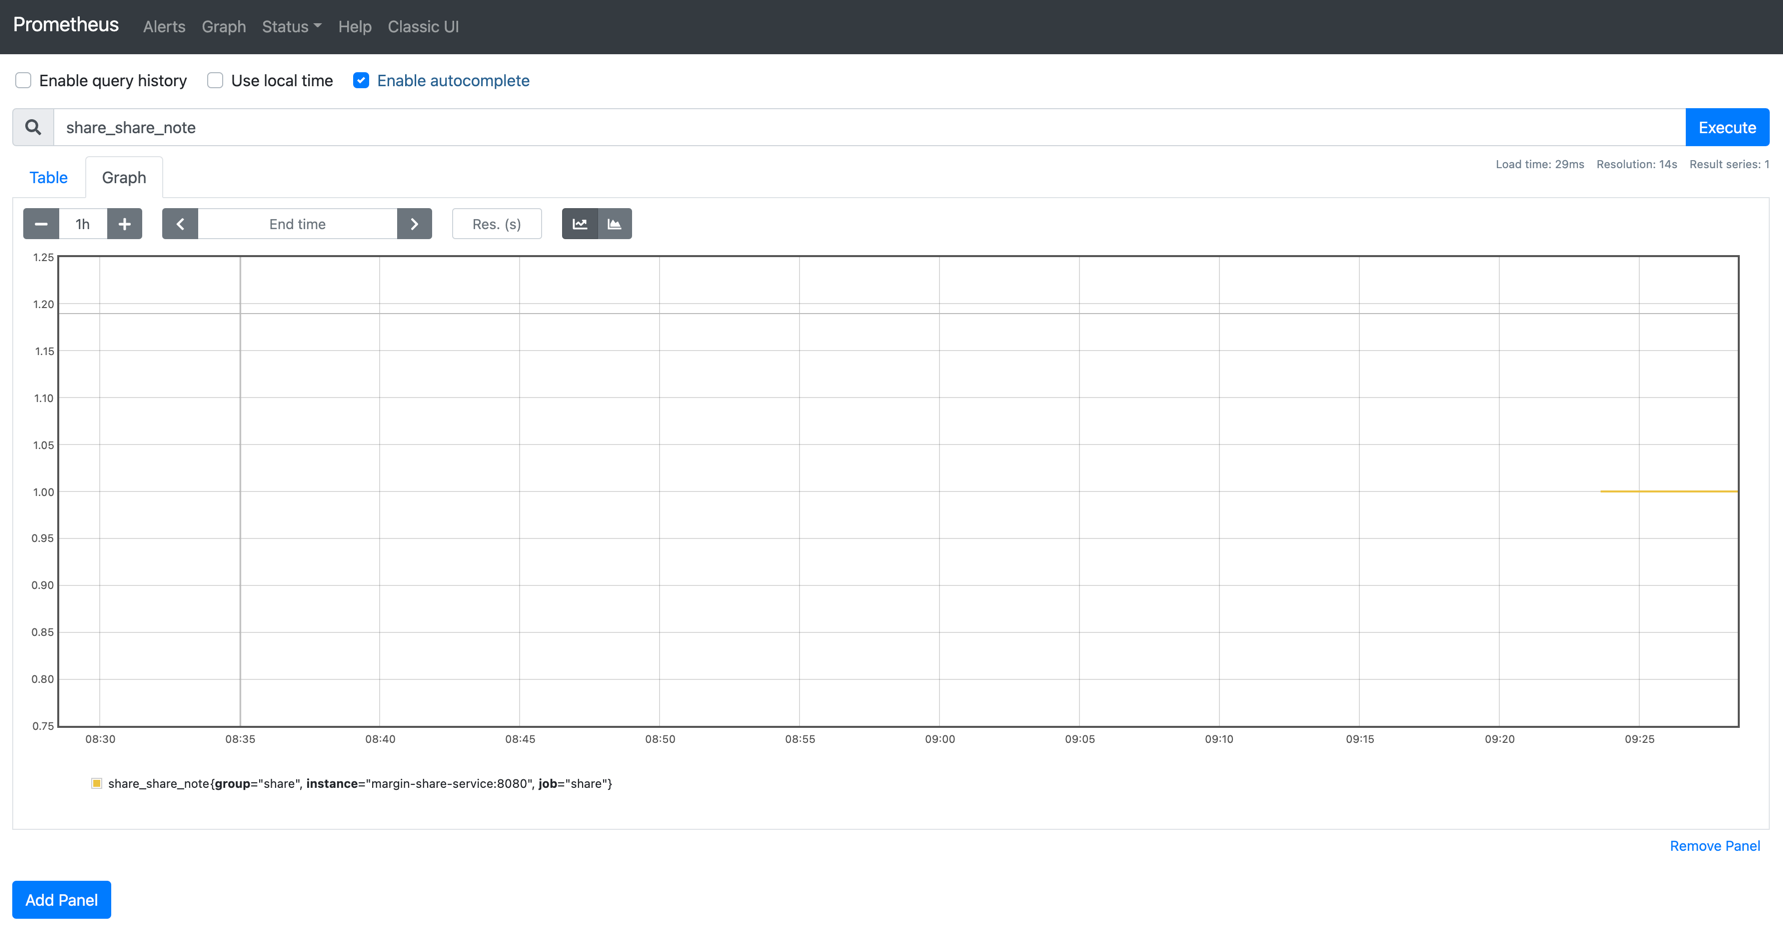 Prometheus Alerts Graph Status Help Classic UI
Enable query history Use local time Enable autocomplete
share_share_note Execute
Load time: 29ms Resolution: 14s Result series: 1
Table Graph
1h End time Res. (s)
1.25
1.20
1.15
1.10
1.05
1.00
0.95
0.90
0.85
0.80
0.75
08:30 08:35 08:40 08:45 08:50 08:55 09:00 09:05 09:10 09:15 09:20 09:25
share_share_note{group="share", instance="margin-share-service:8080", job="share"}
Remove Panel
Add Panel